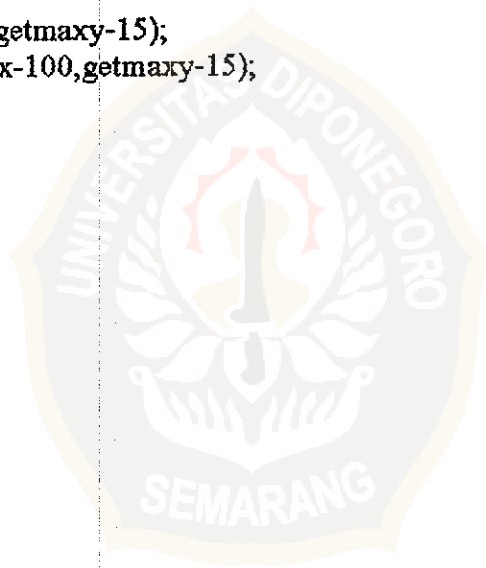 getmaxy-15);
x-100,getmaxy-15);
UNIVERSITAS DIPONEGORO
SEMARANG